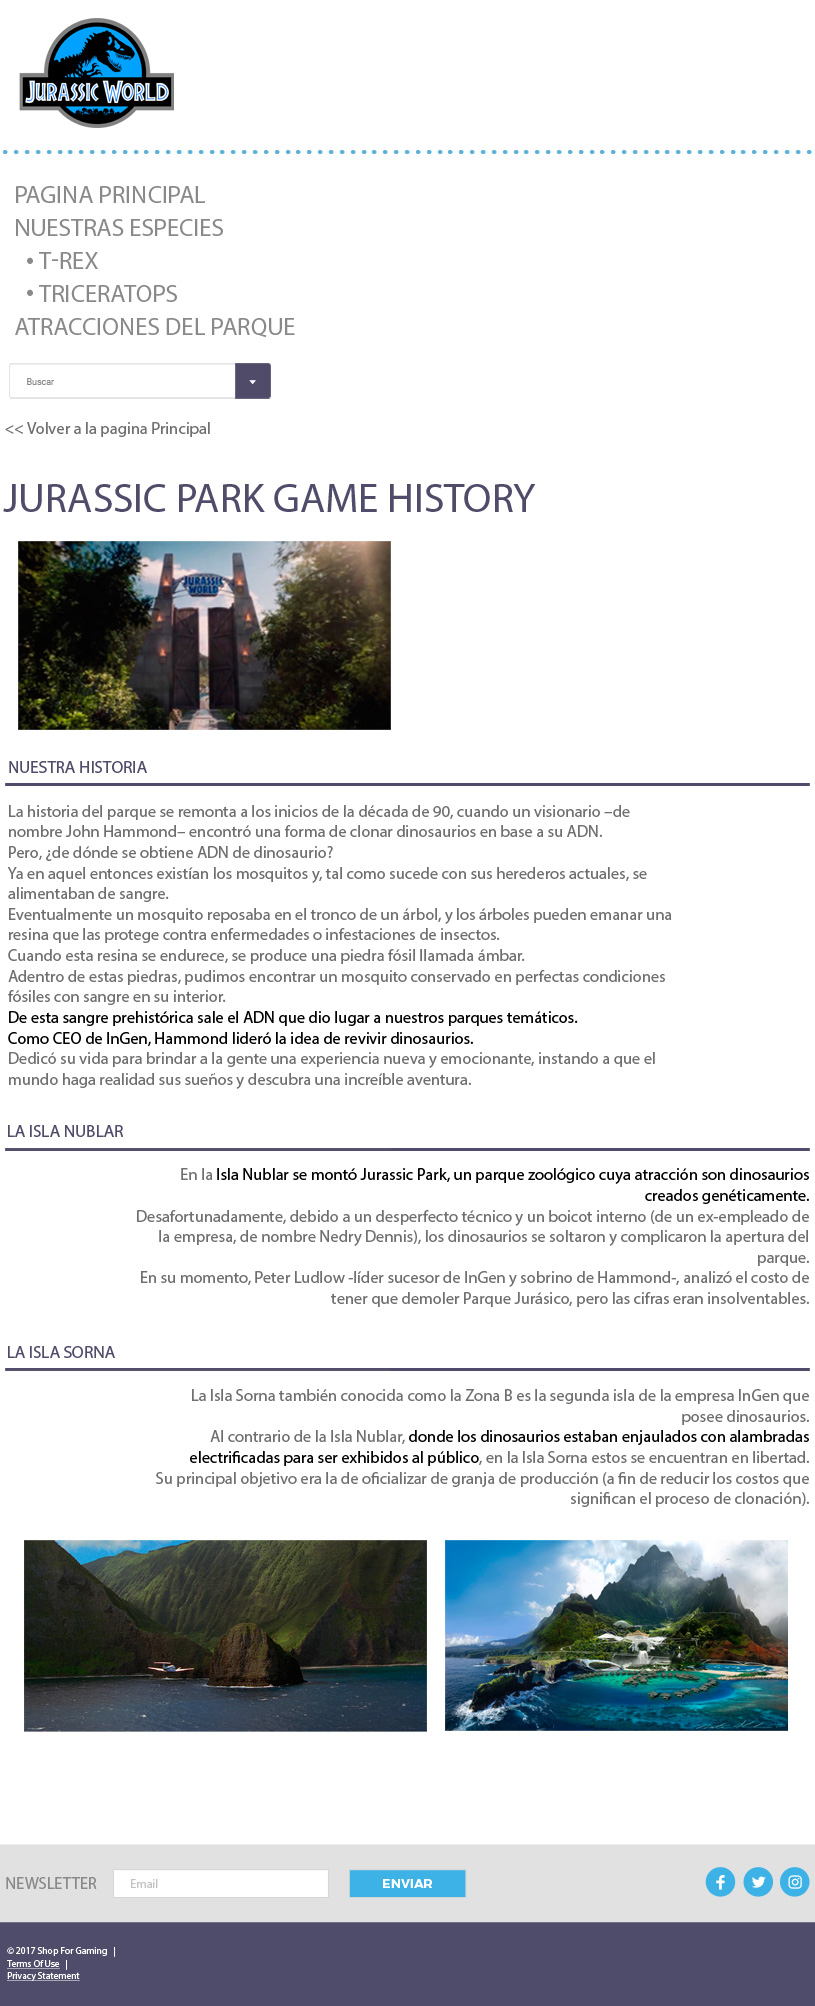 JURASSIC WORLD
PAGINA PRINCIPAL
NUESTRAS ESPECIES
• T-REX
• TRICERATOPS
ATRACCIONES DEL PARQUE
Buscar
<< Volver a la pagina Principal
JURASSIC PARK GAME HISTORY
JURASSIC
WORLD
NUESTRA HISTORIA
La historia del parque se remonta a los inicios de la década de 90, cuando un visionario –de
nombre John Hammond– encontró una forma de clonar dinosaurios en base a su ADN.
Pero, ¿de dónde se obtiene ADN de dinosaurio?
Ya en aquel entonces existían los mosquitos y, tal como sucede con sus herederos actuales, se
alimentaban de sangre.
Eventualmente un mosquito reposaba en el tronco de un árbol, y los árboles pueden emanar una
resina que las protege contra enfermedades o infestaciones de insectos.
Cuando esta resina se endurece, se produce una piedra fósil llamada ámbar.
Adentro de estas piedras, pudimos encontrar un mosquito conservado en perfectas condiciones
fósiles con sangre en su interior.
De esta sangre prehistórica sale el ADN que dio lugar a nuestros parques temáticos.
Como CEO de InGen, Hammond lideró la idea de revivir dinosaurios.
Dedicó su vida para brindar a la gente una experiencia nueva y emocionante, instando a que el
mundo haga realidad sus sueños y descubra una increíble aventura.
LA ISLA NUBLAR
En la Isla Nublar se montó Jurassic Park, un parque zoológico cuya atracción son dinosaurios
creados genéticamente.
Desafortunadamente, debido a un desperfecto técnico y un boicot interno (de un ex-empleado de
la empresa, de nombre Nedry Dennis), los dinosaurios se soltaron y complicaron la apertura del
parque.
En su momento, Peter Ludlow -líder sucesor de InGen y sobrino de Hammond-, analizó el costo de
tener que demoler Parque Jurásico, pero las cifras eran insolventables.
LA ISLA SORNA
La Isla Sorna también conocida como la Zona B es la segunda isla de la empresa InGen que
posee dinosaurios.
Al contrario de la Isla Nublar, donde los dinosaurios estaban enjaulados con alambradas
electrificadas para ser exhibidos al público, en la Isla Sorna estos se encuentran en libertad.
Su principal objetivo era la de oficializar de granja de producción (a fin de reducir los costos que
significan el proceso de clonación).
NEWSLETTER
Email
ENVIAR
© 2017 Shop For Gaming |
Terms Of Use |
Privacy Statement